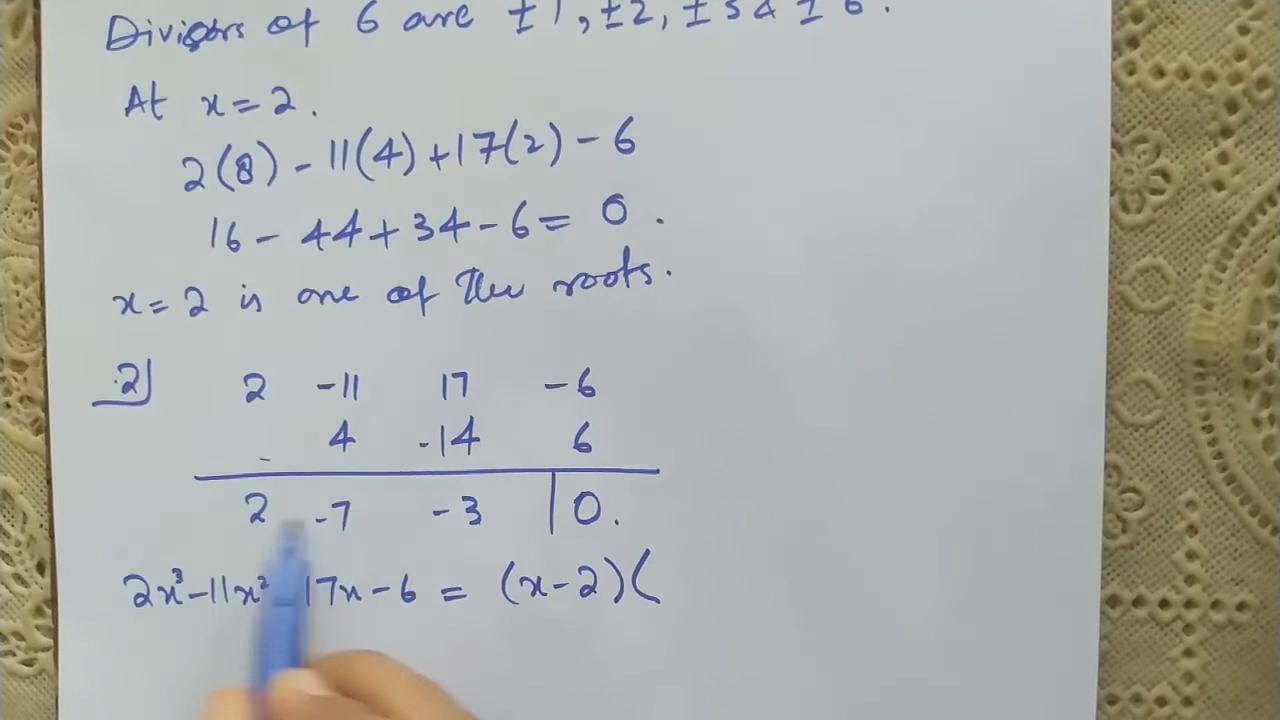 Divisors of 6 are ±1, ±2, ±3 & ± 6.
At x=2.
2(8) - 11(4) +17(2) - 6
16 - 44 + 34 - 6 = 0.
x=2 is one of the roots.
2 2 -11 17 -6
4 -14 6
2 -7 -3 0.
2x³-11x² 17x-6 = (x-2)(